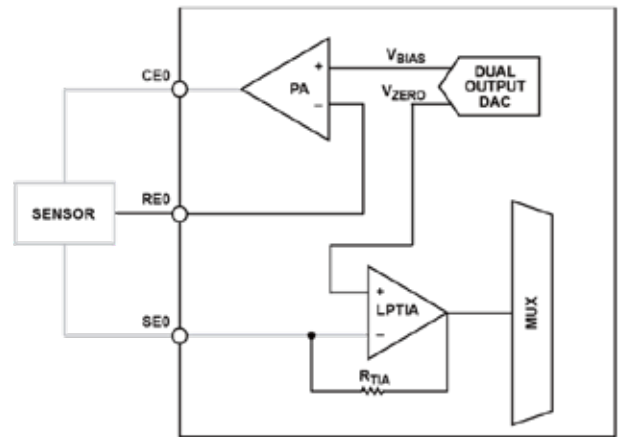 CE0
PA
+
−
VBIAS
VZERO
DUAL
OUTPUT
DAC
SENSOR
RE0
SE0
+
−
LPTIA
RTIA
MUX